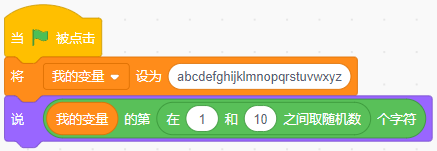 当 被点击
将 我的变量 设为 abcdefghijklmnopqrstuvwxyz
说 我的变量 的第 在 1 和 10 之间取随机数 个字符